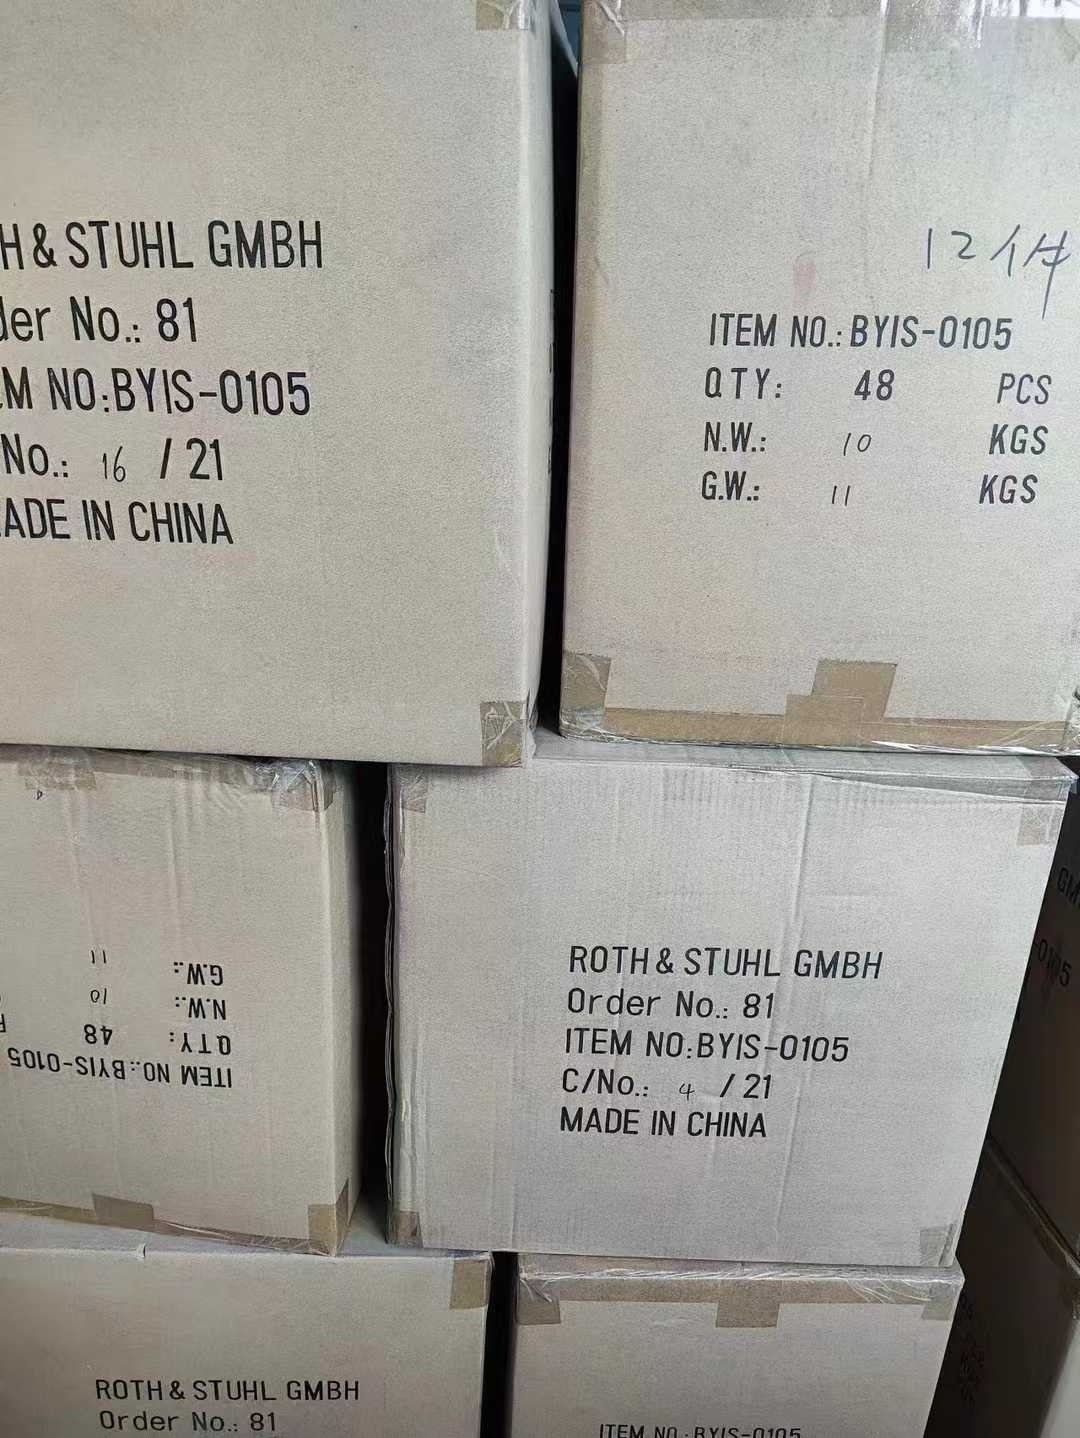 H & STUHL GMBH
der No.: 81
EM NO:BYIS-0105
No.: 16 / 21
MADE IN CHINA
12件
ITEM NO.:BYIS-0105
QTY: 48 PCS
N.W.: 10 KGS
G.W.: 11 KGS
ITEM NO.:BYIS-0105
QTY: 48
N.W.: 10
G.W.: 11
ROTH & STUHL GMBH
Order No.: 81
ITEM NO:BYIS-0105
C/No.: 4 / 21
MADE IN CHINA
GM
-0105
ROTH & STUHL GMBH
Order No.: 81
ITEM NO.:BYIS-0105